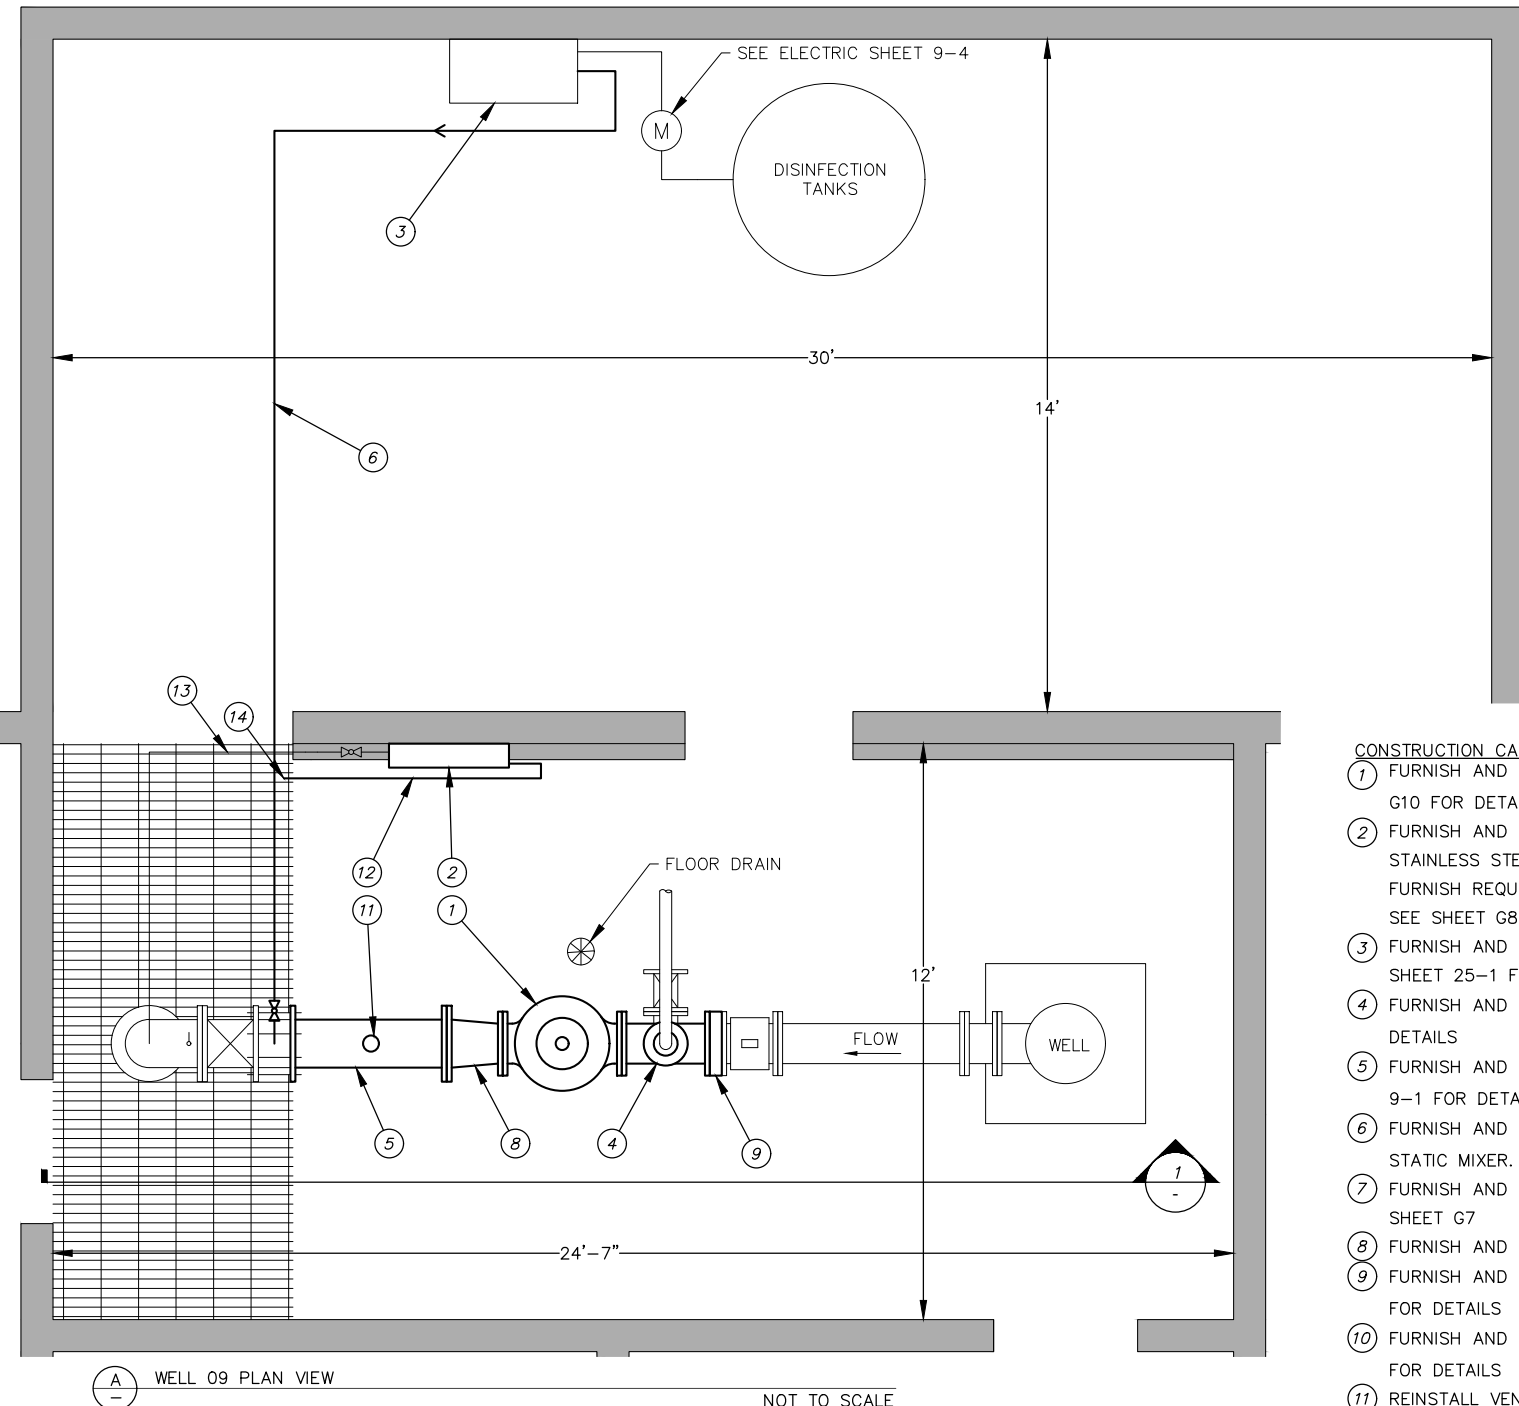 SEE ELECTRIC SHEET 9-4
M
DISINFECTION
TANKS
3
30'
14'
6
13
14
12
2
11
1
FLOOR DRAIN
12'
FLOW
WELL
5
8
4
9
1
-
24'-7"
A
-
WELL 09 PLAN VIEW
NOT TO SCALE
CONSTRUCTION CA
1 FURNISH AND
G10 FOR DETA
2 FURNISH AND
STAINLESS STE
FURNISH REQU
SEE SHEET G8
3 FURNISH AND
SHEET 25-1 F
4 FURNISH AND
DETAILS
5 FURNISH AND
9-1 FOR DETA
6 FURNISH AND
STATIC MIXER.
7 FURNISH AND
SHEET G7
8 FURNISH AND
9 FURNISH AND
FOR DETAILS
10 FURNISH AND
FOR DETAILS
11 REINSTALL VEN